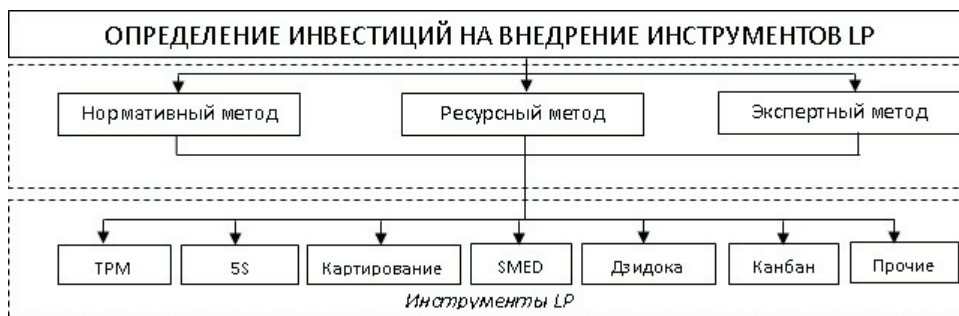 ОПРЕДЕЛЕНИЕ ИНВЕСТИЦИЙ НА ВНЕДРЕНИЕ ИНСТРУМЕНТОВ LP
Нормативный метод
Ресурсный метод
Экспертный метод
TPM
5S
Картирование
SMED
Дзидока
Канбан
Прочие
Инструменты LP